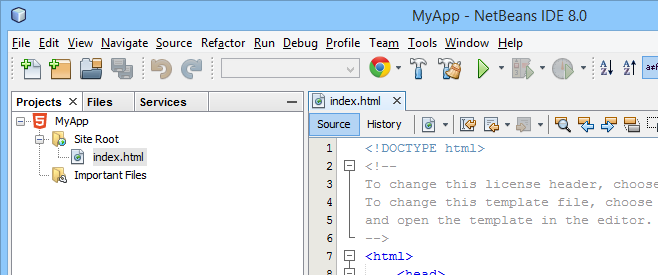 MyApp - NetBeans IDE 8.0
File Edit View Navigate Source Refactor Run Debug Profile Team Tools Window Help
Projects Files Services
index.html
MyApp
Site Root
index.html
Important Files
Source History
1 <!DOCTYPE html>
2 <!--
3 To change this license header, choose
4 To change this template file, choose
5 and open the template in the editor.
6 -->
7 <html>
8 <head>